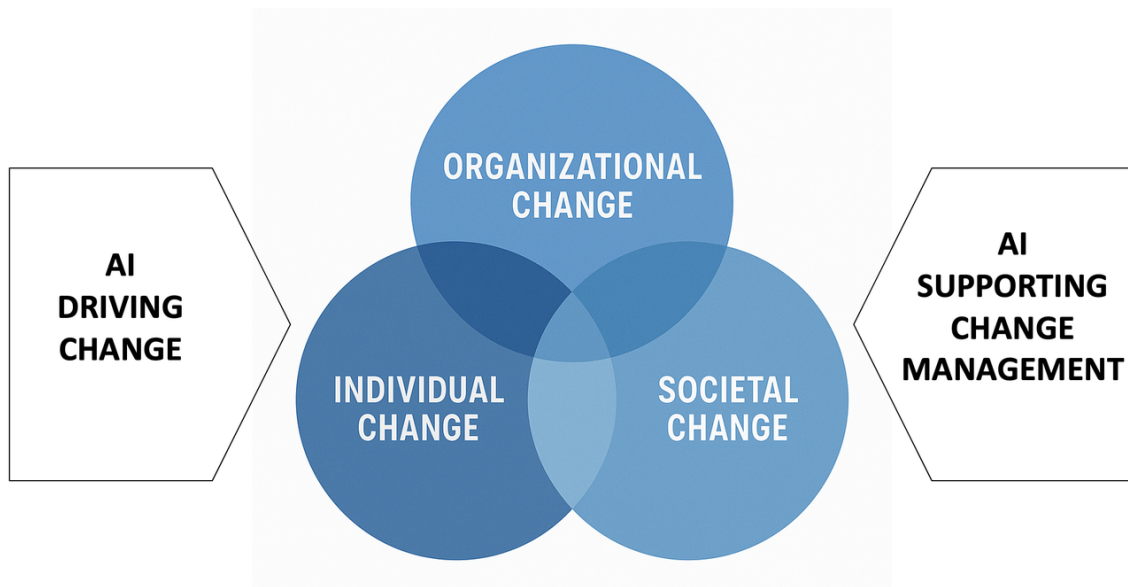 AI
DRIVING
CHANGE
ORGANIZATIONAL
CHANGE
INDIVIDUAL
CHANGE
SOCIETAL
CHANGE
AI
SUPPORTING
CHANGE
MANAGEMENT